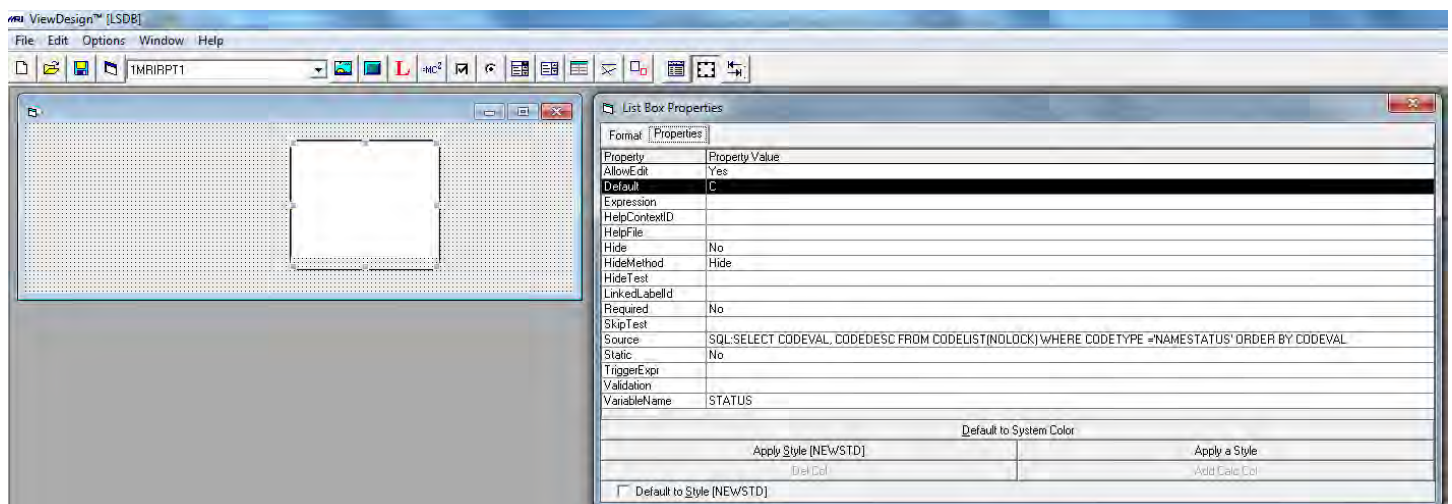 MRI ViewDesign™ [LSDB]
File Edit Options Window Help
1MRIRPT1 L =MC²
List Box Properties
Format Properties
Property Property Value
AllowEdit Yes
Default C
Expression
HelpContextID
HelpFile
Hide No
HideMethod Hide
HideTest
LinkedLabelId
Required No
SkipTest
Source SQL:SELECT CODEVAL, CODEDESC FROM CODELIST(NOLOCK) WHERE CODETYPE ='NAMESTATUS' ORDER BY CODEVAL
Static No
TriggerExpr
Validation
VariableName STATUS
Default to System Color
Apply Style [NEWSTD] Apply a Style
Del Col Add Calc Col
Default to Style [NEWSTD]